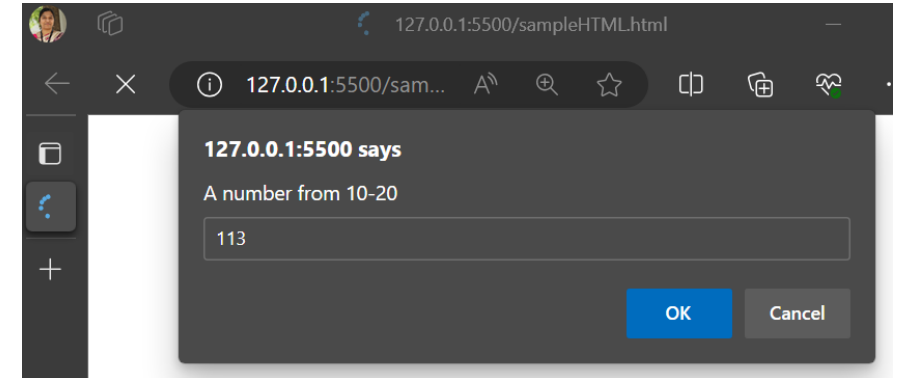 127.0.0.1:5500/sampleHTML.html
127.0.0.1:5500/sam...
127.0.0.1:5500 says
A number from 10-20
113
OK Cancel